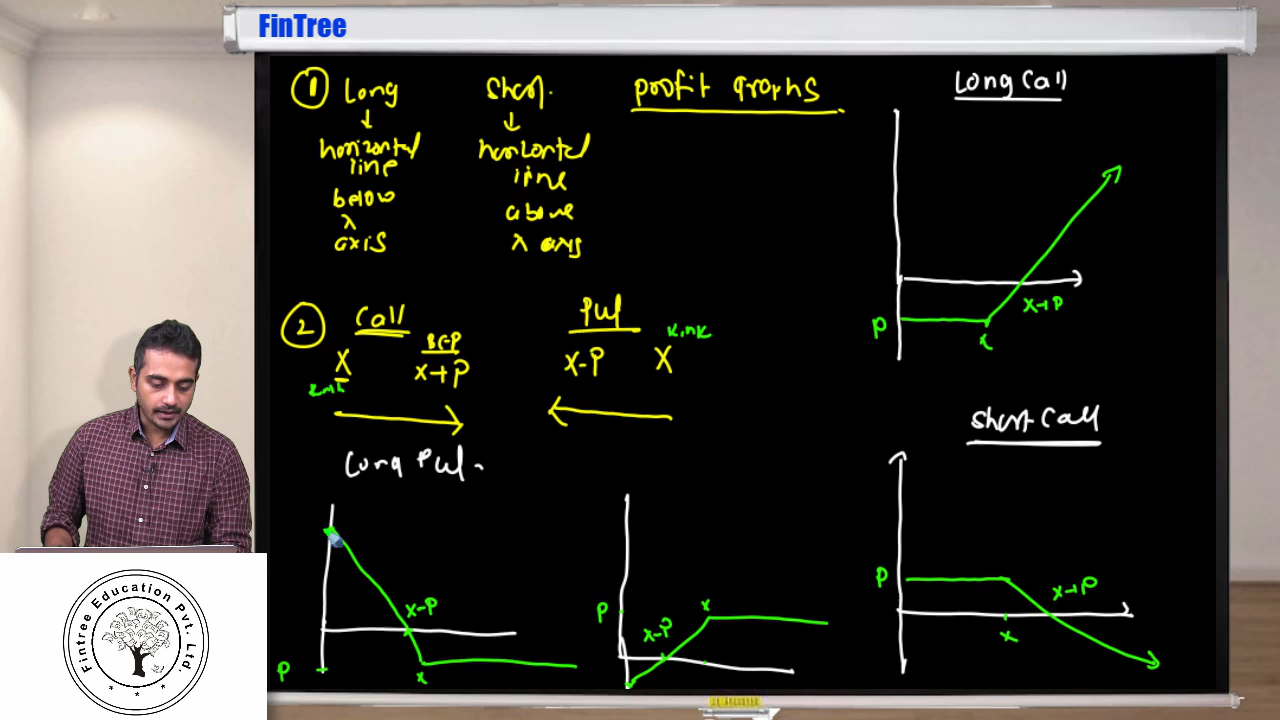 FinTree
1 Long Short. profit graphs
horizontal
line
below
x
axis
horizontal
line
above
x axis
2 Call Put
X
kink
BEP
X+P
X-P X
kink
Long Call
P
X
X+P
Short Call
P
X
X+P
Long Put
P
X-P
X
P
X-P
X
Fintree Education Pvt. Ltd.